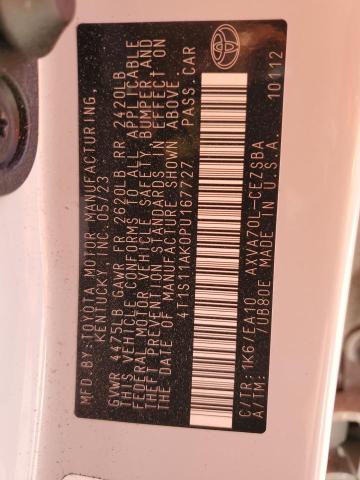 MFD.BY:TOYOTA MOTOR MANUFACTURING,
KENTUCKY, INC. 05/23
GVWR 4475LB GAWR FR 2620LB RR 2420LB
THIS VEHICLE CONFORMS TO ALL APPLICABLE
FEDERAL MOTOR VEHICLE SAFETY, BUMPER AND
THEFT PREVENTION STANDARDS IN EFFECT ON
THE DATE OF MANUFACTURE SHOWN ABOVE.
4T1S11AK0PU167727 PASS.CAR
C/TR:1K6/EA10 AXVA70L-CEZSBA
A/TM: /UB80E MADE IN U.S.A. 10112